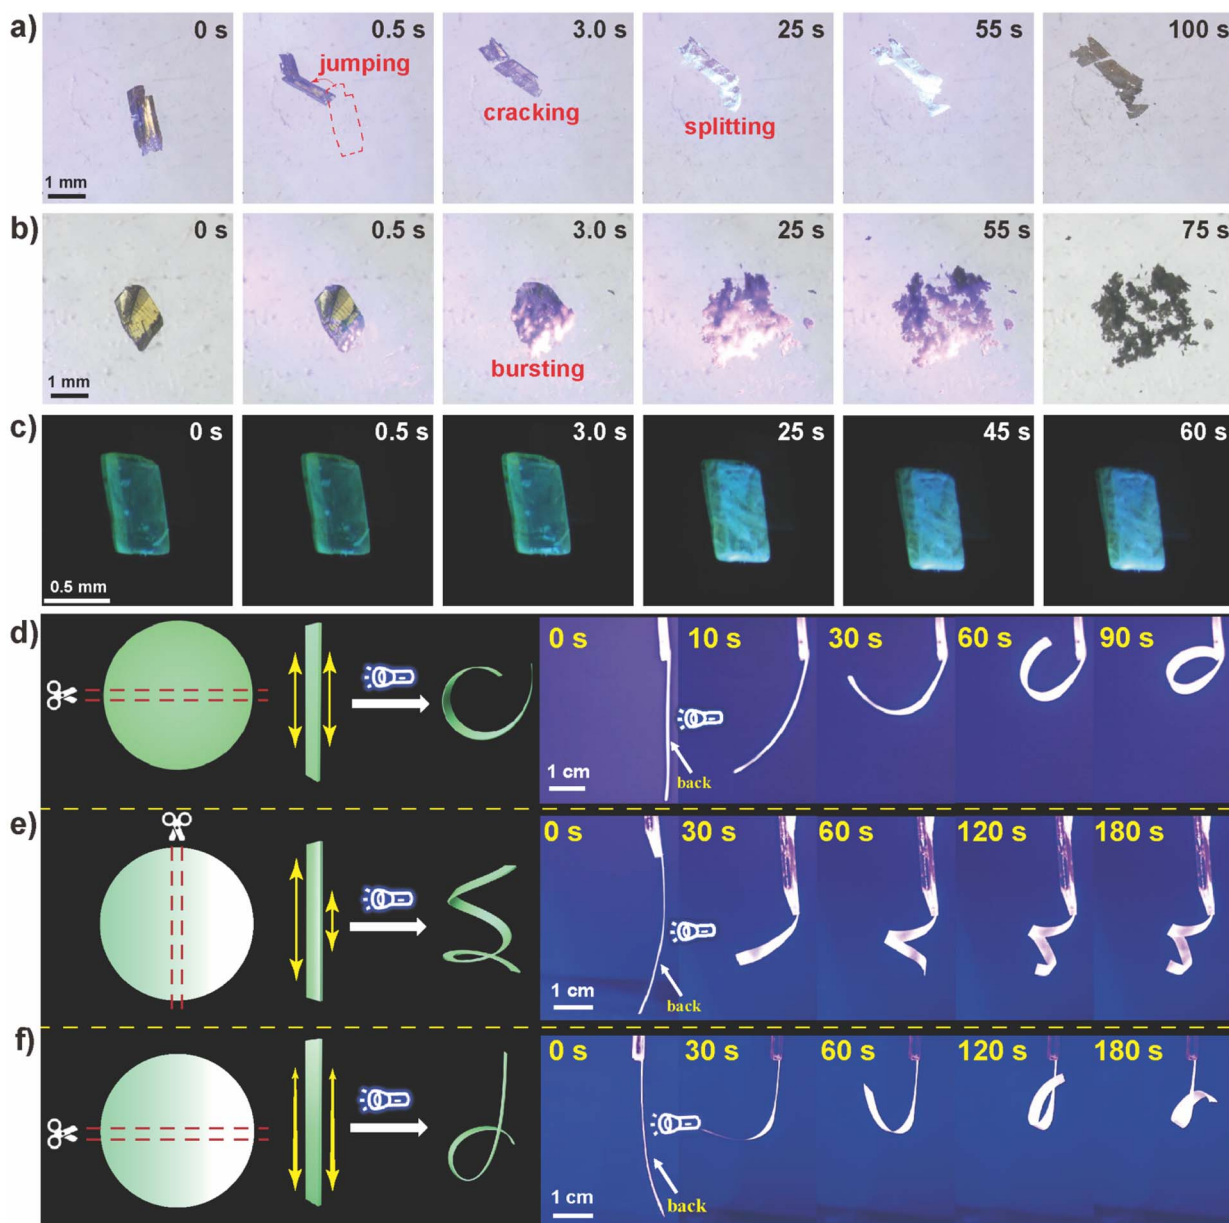 a)
0 s
0.5 s
3.0 s
25 s
55 s
100 s
jumping
cracking
splitting
1 mm
b)
0 s
0.5 s
3.0 s
25 s
55 s
75 s
bursting
1 mm
c)
0 s
0.5 s
3.0 s
25 s
45 s
60 s
0.5 mm
d)
0 s
10 s
30 s
60 s
90 s
1 cm
back
e)
0 s
30 s
60 s
120 s
180 s
1 cm
back
f)
0 s
30 s
60 s
120 s
180 s
1 cm
back